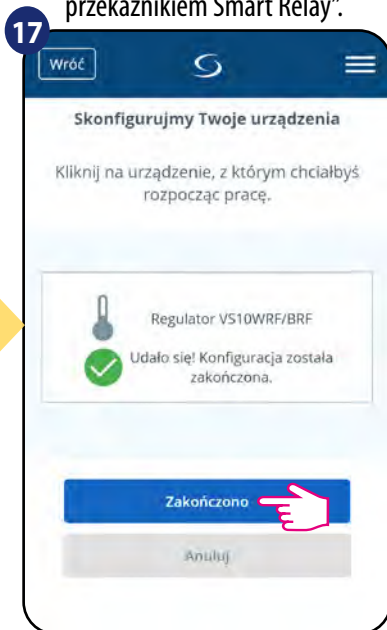 przekaźnikiem Smart Relay”.
17
Wróć
Skonfigurujmy Twoje urządzenia
Kliknij na urządzenie, z którym chciałbyś
rozpocząc pracę.
Regulator VS10WRF/BRF
Udało się! Konfiguracja została
zakończona.
Zakończono
Anuluj